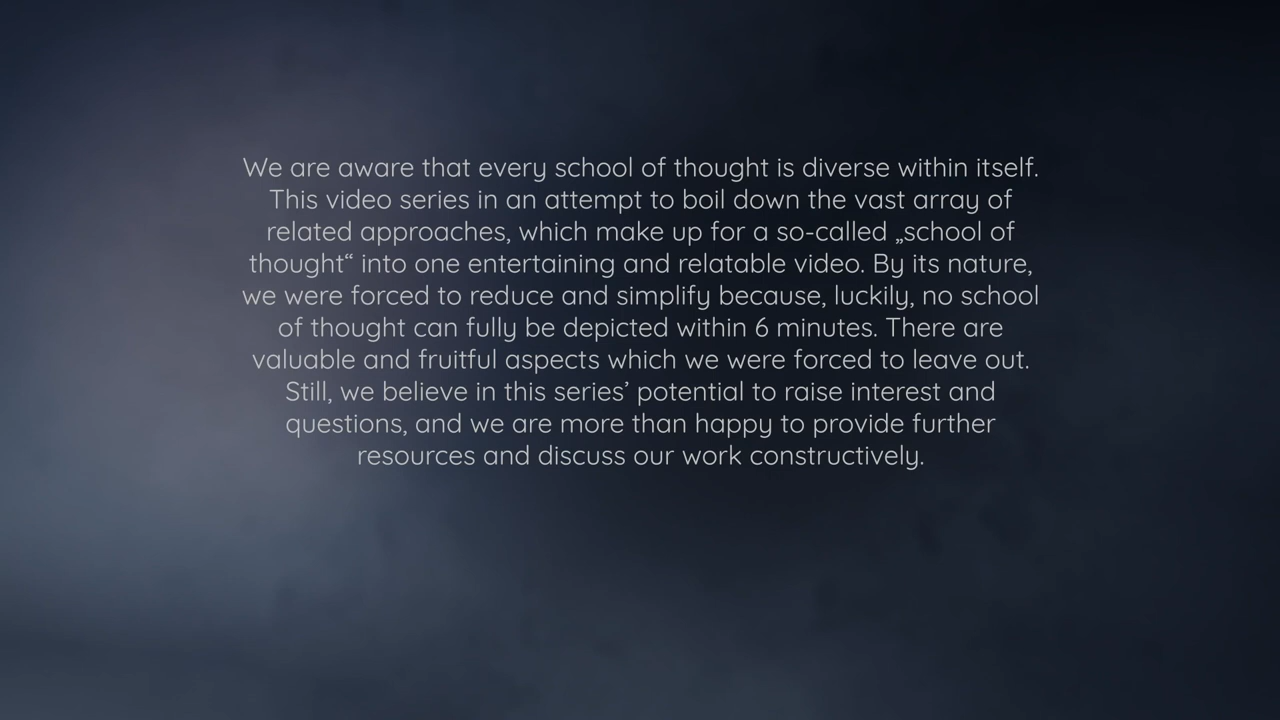 We are aware that every school of thought is diverse within itself.
This video series in an attempt to boil down the vast array of
related approaches, which make up for a so-called „school of
thought“ into one entertaining and relatable video. By its nature,
we were forced to reduce and simplify because, luckily, no school
of thought can fully be depicted within 6 minutes. There are
valuable and fruitful aspects which we were forced to leave out.
Still, we believe in this series’ potential to raise interest and
questions, and we are more than happy to provide further
resources and discuss our work constructively.